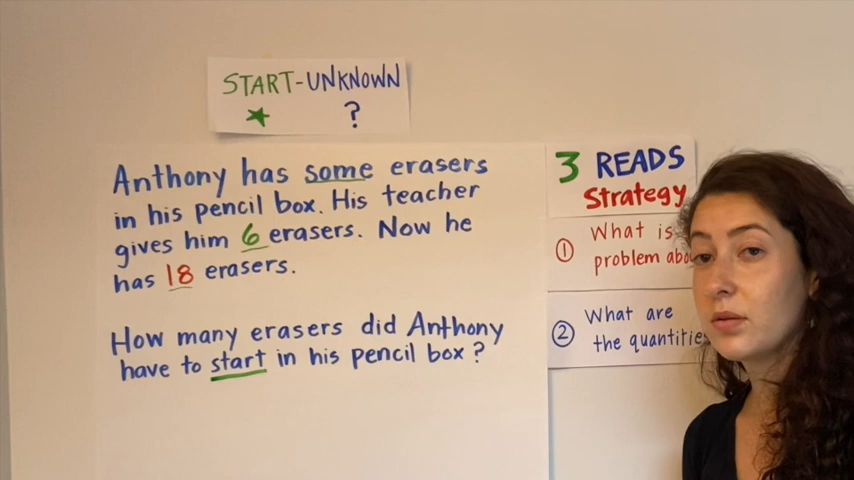 START-UNKNOWN
?
Anthony has some erasers
in his pencil box. His teacher
gives him 6 erasers. Now he
has 18 erasers.
How many erasers did Anthony
have to start in his pencil box?
3 READS
Strategy
① What is
problem
② What are
the quantities